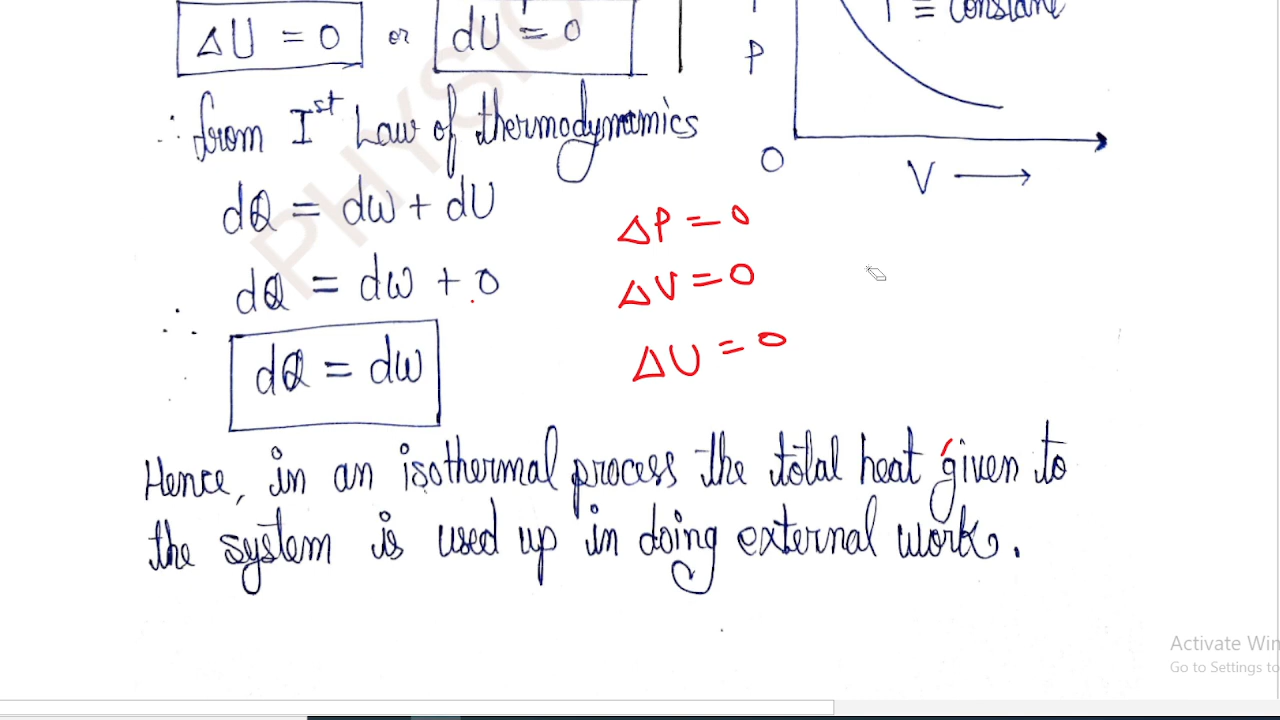 ΔU = 0 or dU = 0
T = Constant
P
∴ from Ist Law of thermodynamics
O
V
dQ = dw + dU
ΔP = 0
dQ = dw + 0
ΔV = 0
∴ dQ = dw
ΔU = 0
Hence, in an isothermal process the total heat given to
the system is used up in doing external work.
PHYSIC
Activate Win
Go to Settings to